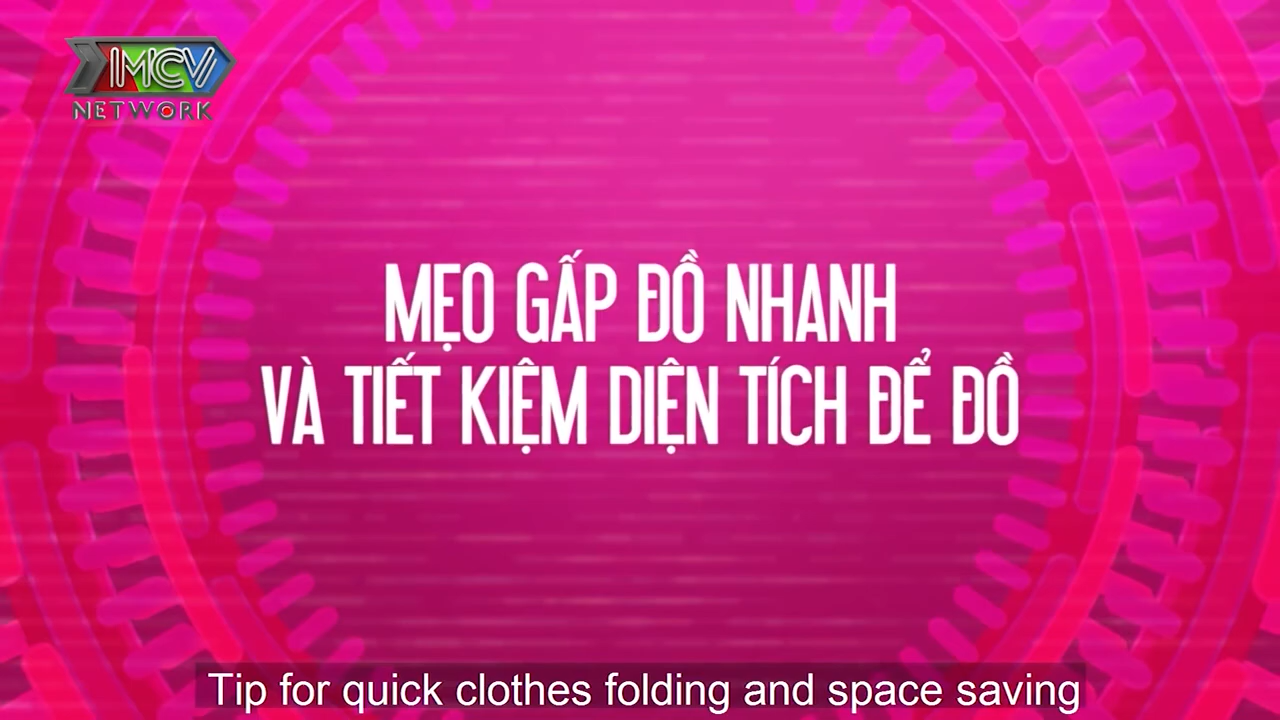 MCV
NETWORK
MẸO GẤP ĐỒ NHANH
VÀ TIẾT KIỆM DIỆN TÍCH ĐỂ ĐỒ
Tip for quick clothes folding and space saving